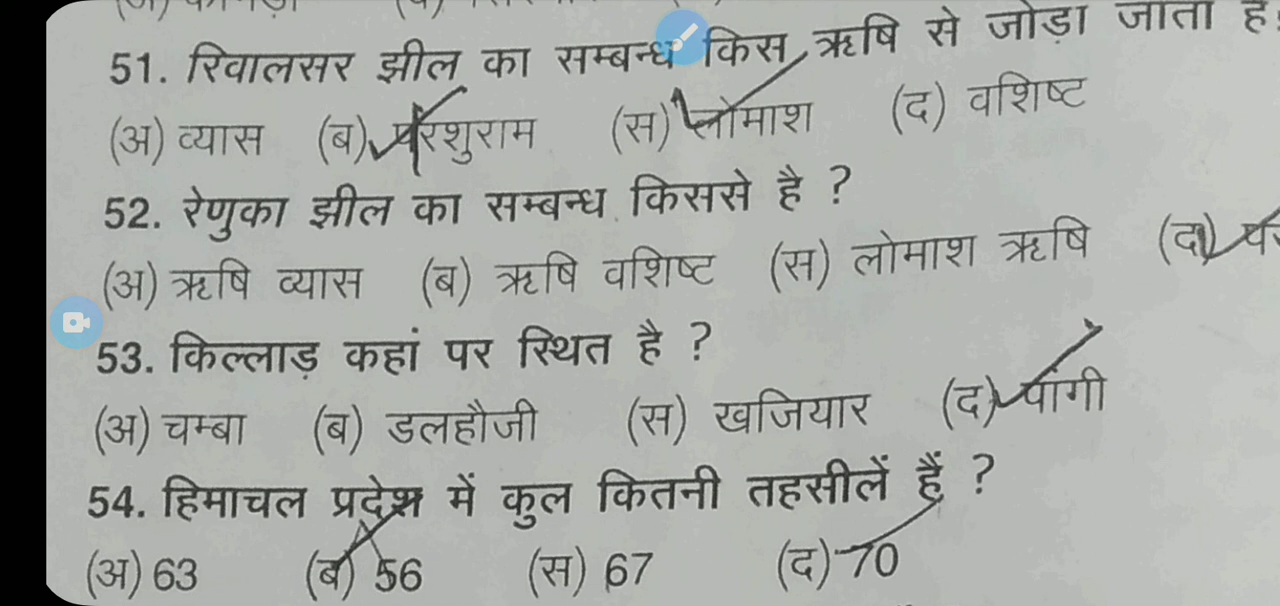 51. रिवालसर झील का सम्बन्ध किस ऋषि से जोड़ा जाता है
(अ) व्यास (ब) परशुराम (स) लोमाश (द) वशिष्ट
52. रेणुका झील का सम्बन्ध किससे है ?
(अ) ऋषि व्यास (ब) ऋषि वशिष्ट (स) लोमाश ऋषि (द)
53. किल्लाड़ कहां पर स्थित है ?
(अ) चम्बा (ब) डलहौजी (स) खजियार (द) पांगी
54. हिमाचल प्रदेश में कुल कितनी तहसीलें हैं ?
(अ) 63 (ब) 56 (स) 67 (द) 70